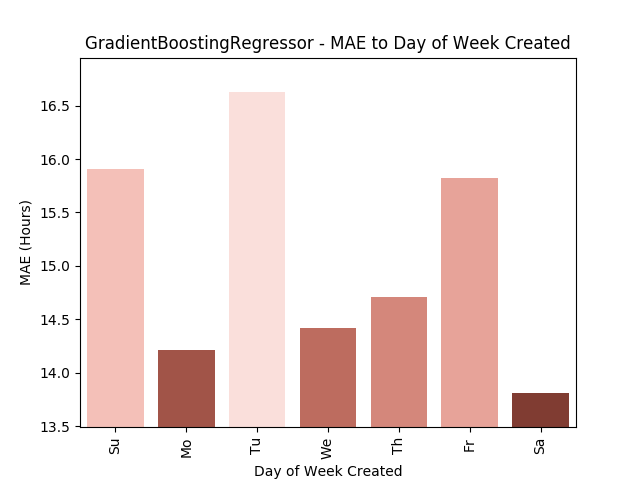 GradientBoostingRegressor - MAE to Day of Week Created
16.5
16.0
15.5
15.0
14.5
14.0
13.5
MAE (Hours)
Su
Mo
Tu
We
Th
Fr
Sa
Day of Week Created